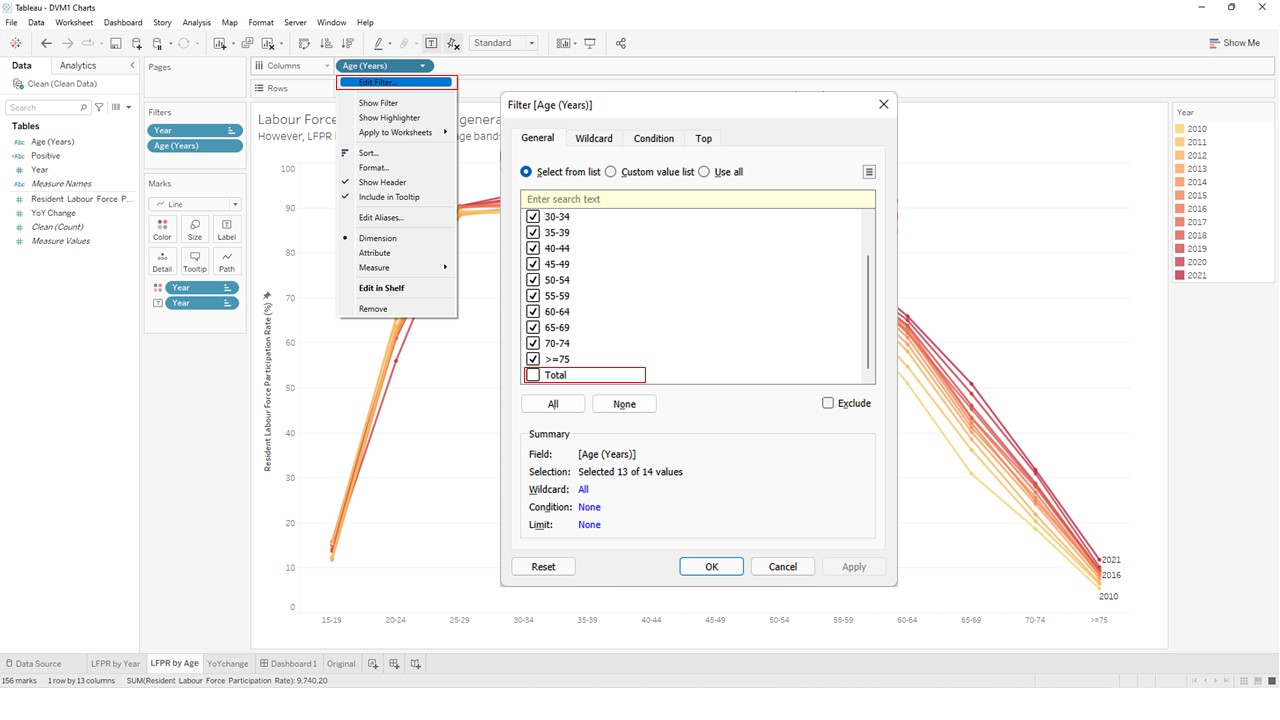 Tableau - DVM1 Charts
File Data Worksheet Dashboard Story Analysis Map Format Server Window Help
Standard
Show Me
Data Analytics
Clean (Clean Data)
Search
Tables
Abc Age (Years)
=Abc Positive
# Year
Abc Measure Names
# Resident Labour Force P...
# YoY Change
# Clean (Count)
# Measure Values
Pages
Filters
Year
Age (Years)
Marks
Line
Color Size Label
Detail Tooltip Path
Year
Year
Columns
Age (Years)
Rows
Edit Filter...
Show Filter
Show Highlighter
Apply to Worksheets
Sort...
Format...
Show Header
Include in Tooltip
Edit Aliases...
Dimension
Attribute
Measure
Edit in Shelf
Remove
Labour Force Pa
genera
However, LFPR
age bands
Resident Labour Force Participation Rate (%)
100
90
80
70
60
50
40
30
20
10
0
15-19 20-24 25-29 30-34 35-39 40-44 45-49 50-54 55-59 60-64 65-69 70-74 >=75
2021
2016
2010
Filter [Age (Years)]
General Wildcard Condition Top
Select from list Custom value list Use all
Enter search text
30-34
35-39
40-44
45-49
50-54
55-59
60-64
65-69
70-74
>=75
Total
All None Exclude
Summary
Field: [Age (Years)]
Selection: Selected 13 of 14 values
Wildcard: All
Condition: None
Limit: None
Reset OK Cancel Apply
Year
2010
2011
2012
2013
2014
2015
2016
2017
2018
2019
2020
2021
Data Source LFPR by Year LFPR by Age YoYchange Dashboard 1 Original
156 marks 1 row by 13 columns SUM(Resident Labour Force Participation Rate): 9,740.20